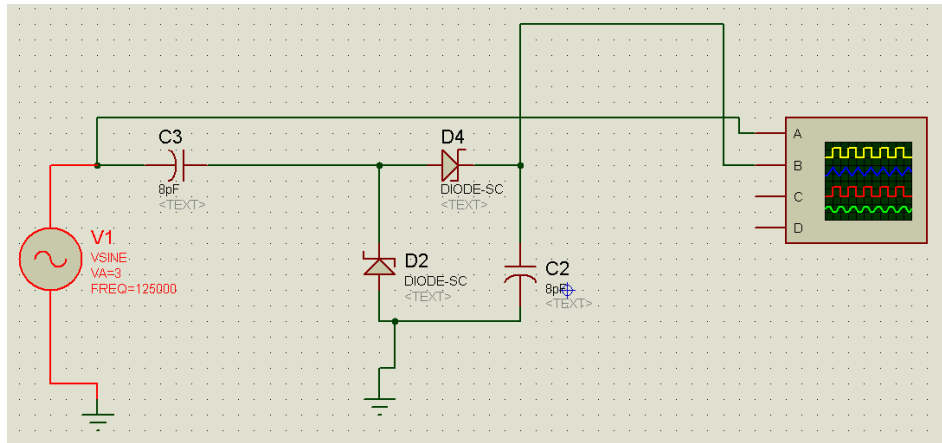 C3
8pF
<TEXT>
D4
DIODE-SC
<TEXT>
A
B
C
D
V1
VSINE
VA=3
FREQ=125000
D2
DIODE-SC
<TEXT>
C2
8pF
<TEXT>